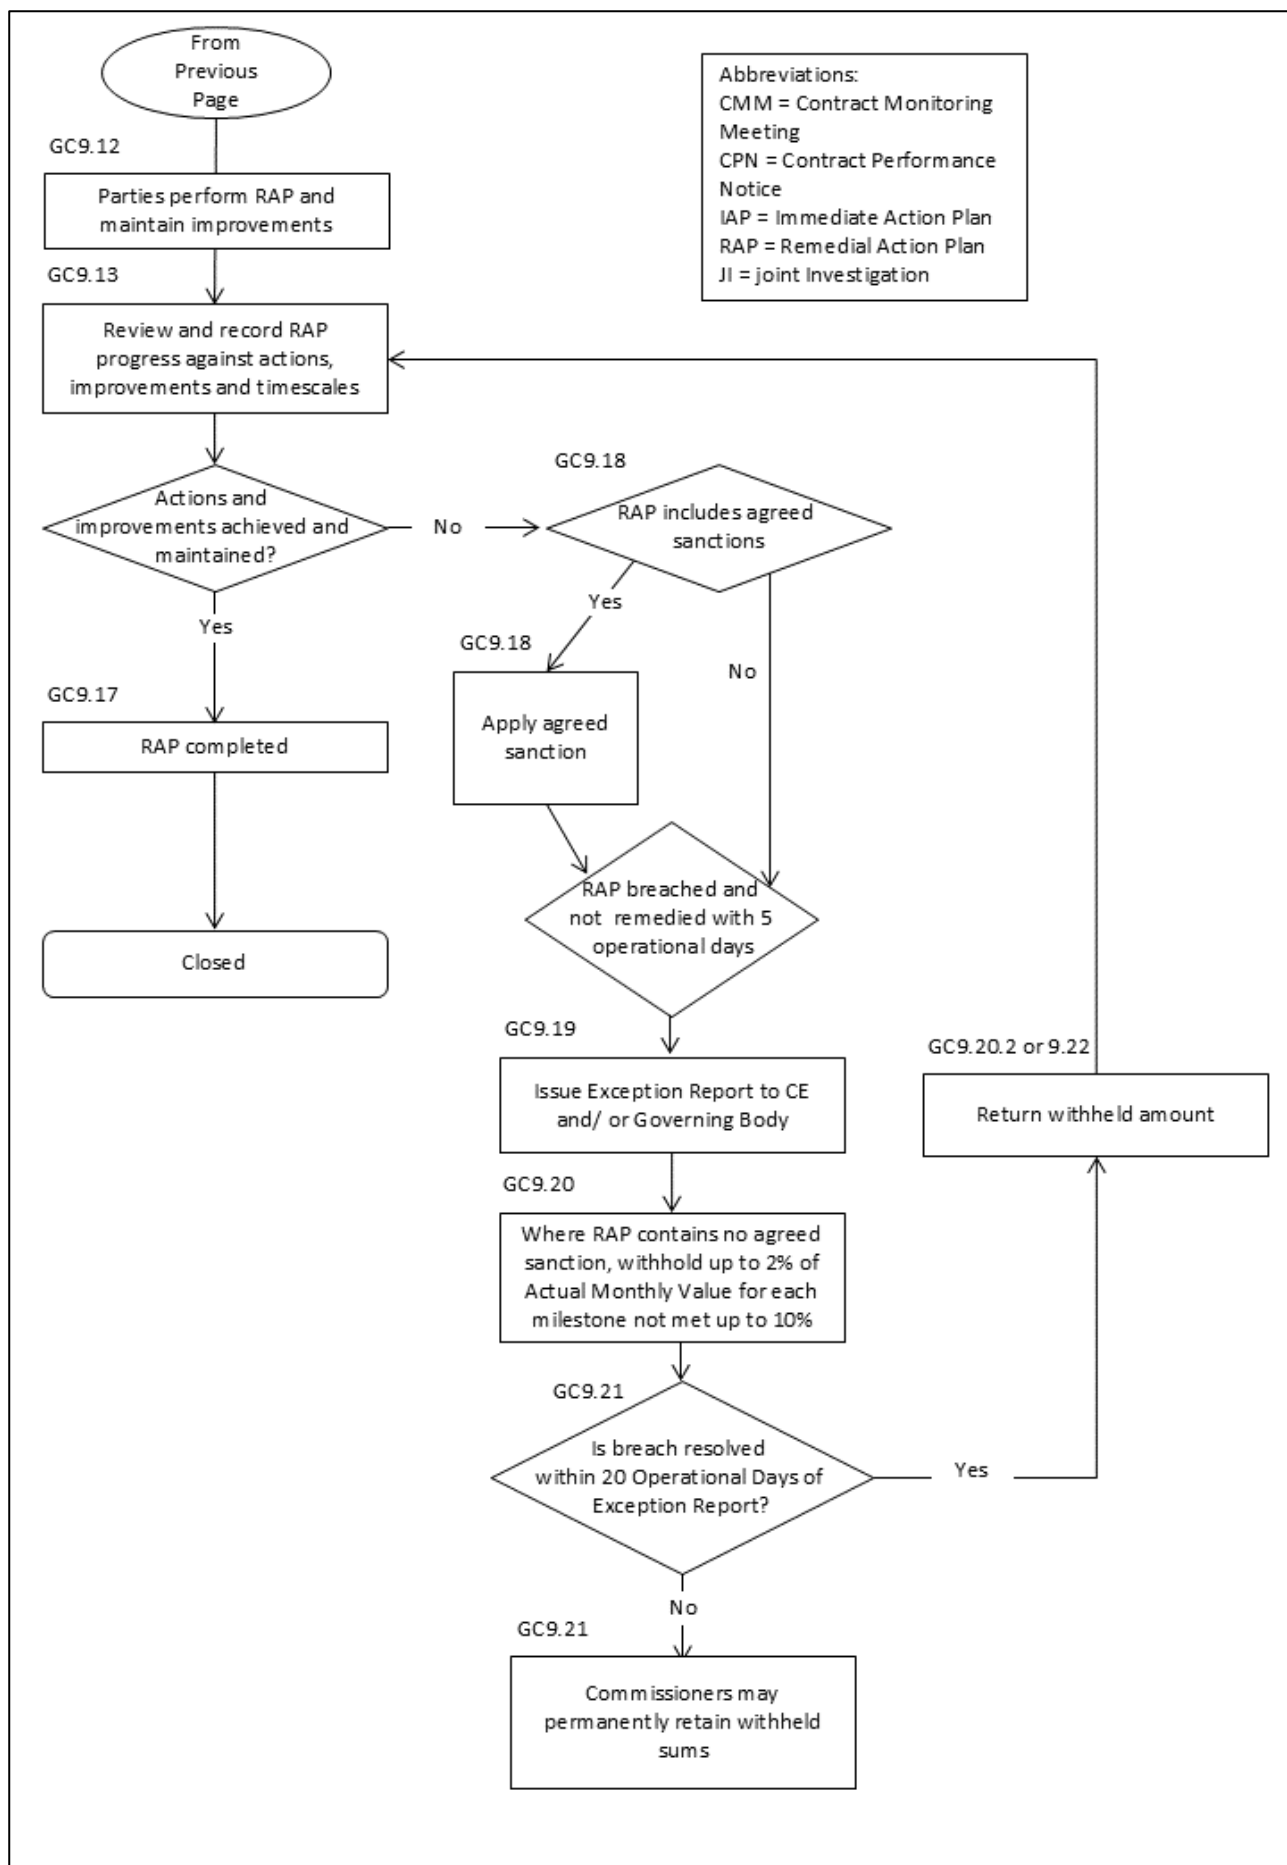 From
Previous
Page
Abbreviations:
CMM = Contract Monitoring
Meeting
CPN = Contract Performance
Notice
IAP = Immediate Action Plan
RAP = Remedial Action Plan
JI = joint Investigation
GC9.12
Parties perform RAP and
maintain improvements
GC9.13
Review and record RAP
progress against actions,
improvements and timescales
Actions and
improvements achieved and
maintained?
No
GC9.18
RAP includes agreed
sanctions
Yes
Yes
No
GC9.17
RAP completed
GC9.18
Apply agreed
sanction
Closed
RAP breached and
not remedied with 5
operational days
GC9.19
Issue Exception Report to CE
and/ or Governing Body
GC9.20.2 or 9.22
Return withheld amount
GC9.20
Where RAP contains no agreed
sanction, withhold up to 2% of
Actual Monthly Value for each
milestone not met up to 10%
GC9.21
Is breach resolved
within 20 Operational Days of
Exception Report?
Yes
No
GC9.21
Commissioners may
permanently retain withheld
sums